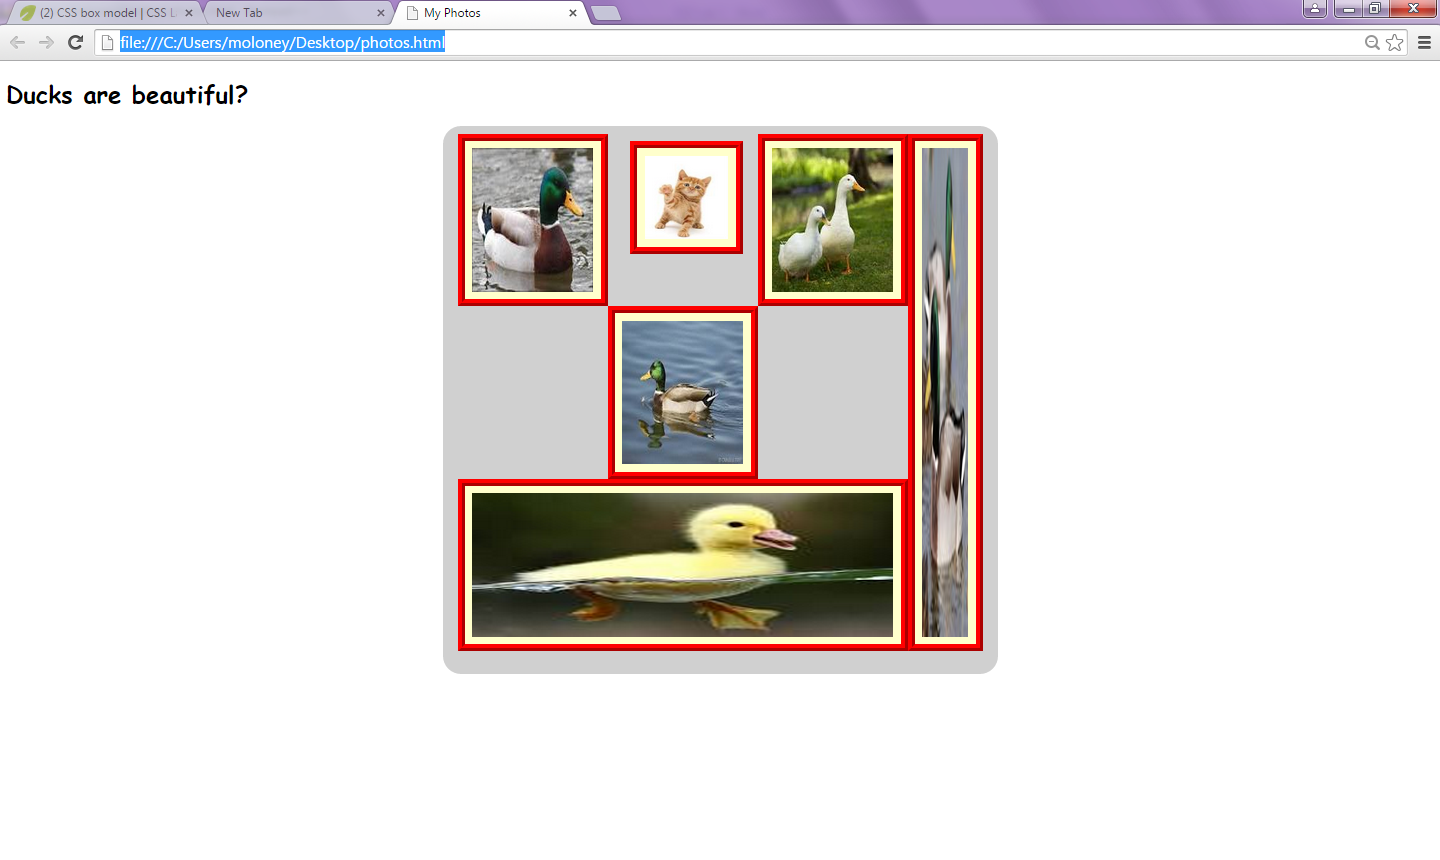 (2) CSS box model | CSS L
New Tab
My Photos
file:///C:/Users/moloney/Desktop/photos.html
Ducks are beautiful?